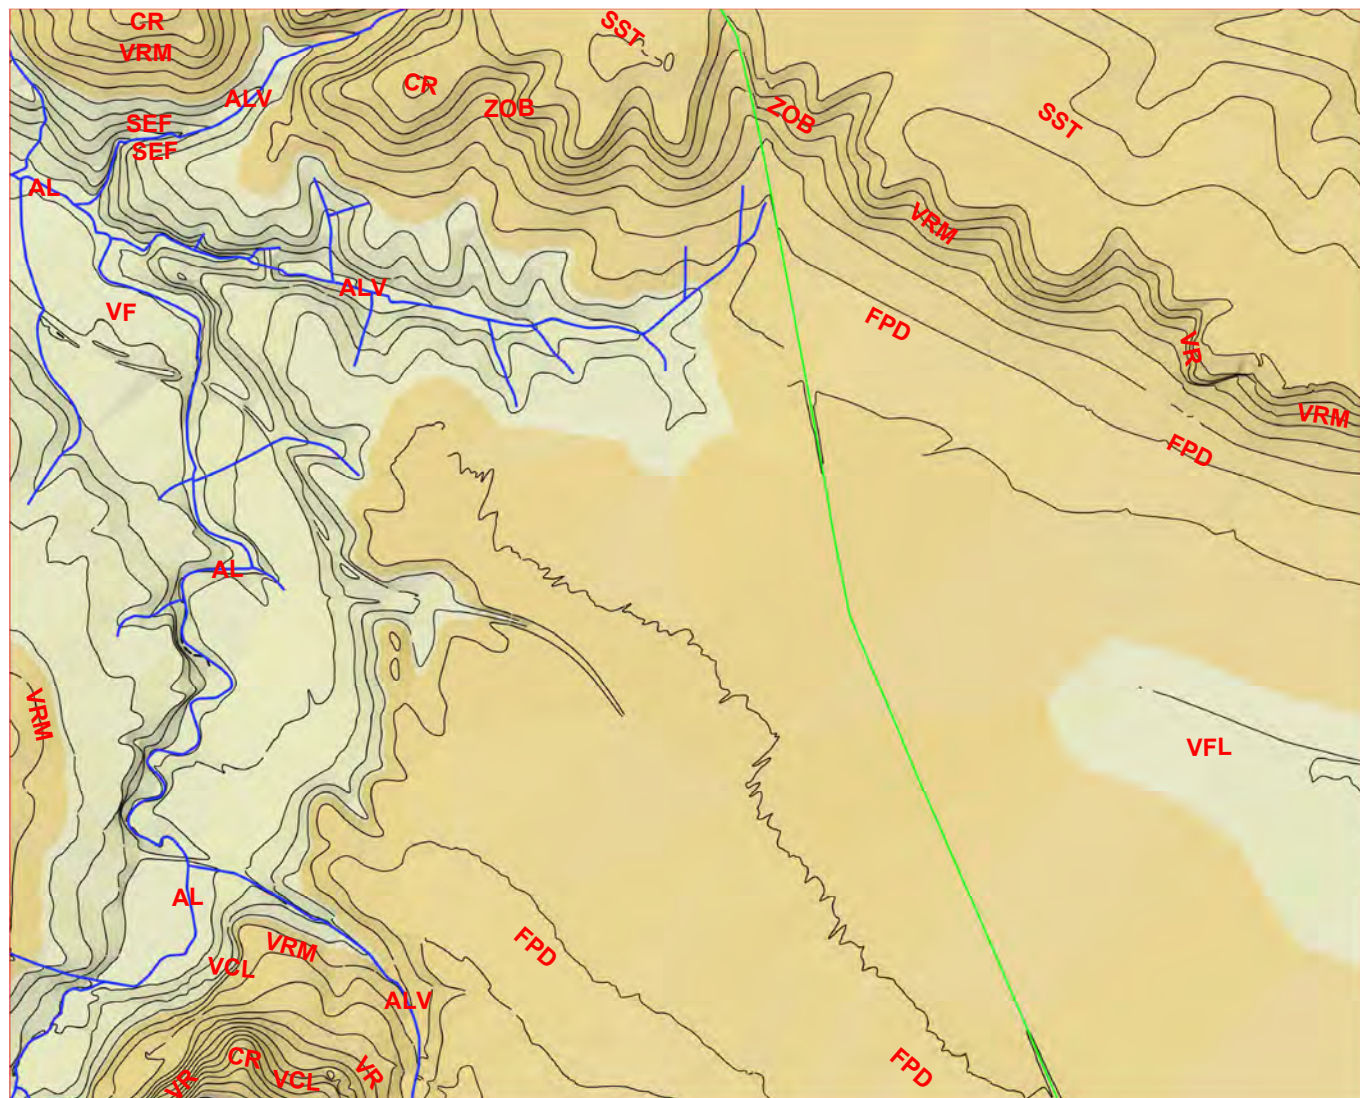 CR
SST
VRM
CR
ALV
ZOB
ZOB
SST
SEF
SEF
AL
VRM
ALV
VF
FPD
VR
VRM
FPD
AL
VRM
VFL
AL
VRM
FPD
VCL
ALV
CR
VR
VCL
VR
FPD